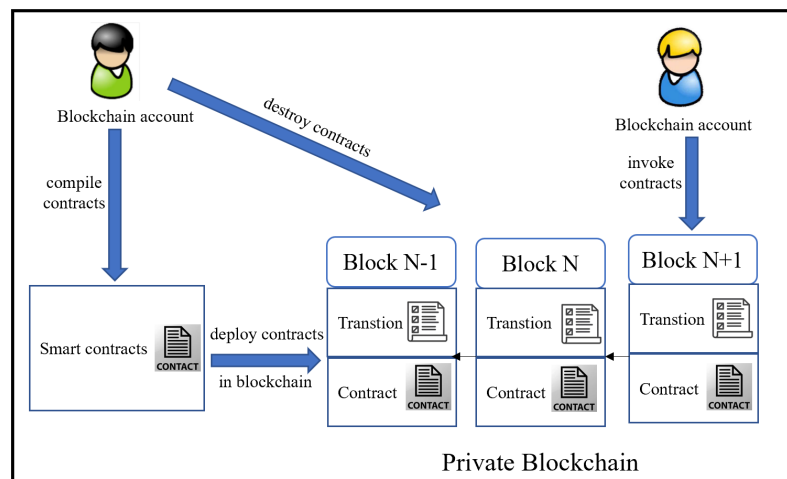 Blockchain account
Blockchain account
destroy contracts
compile
contracts
invoke
contracts
Block N-1
Block N
Block N+1
Smart contracts
CONTACT
deploy contracts
in blockchain
Transtion
Transtion
Transtion
Contract
CONTACT
Contract
CONTACT
Contract
CONTACT
Private Blockchain